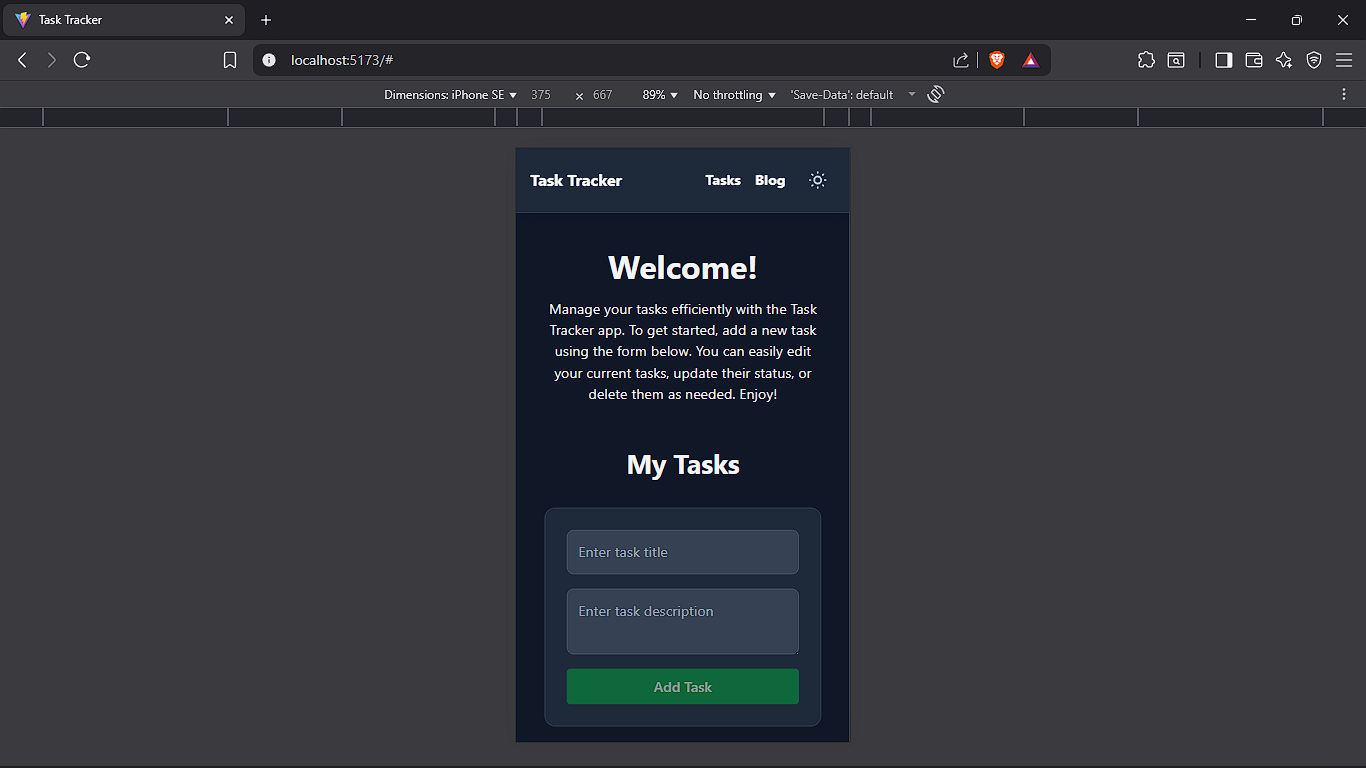 Task Tracker
localhost:5173/#
Dimensions: iPhone SE 375 × 667 89% No throttling 'Save-Data': default
Task Tracker Tasks Blog
Welcome!
Manage your tasks efficiently with the Task
Tracker app. To get started, add a new task
using the form below. You can easily edit
your current tasks, update their status, or
delete them as needed. Enjoy!
My Tasks
Enter task title
Enter task description
Add Task